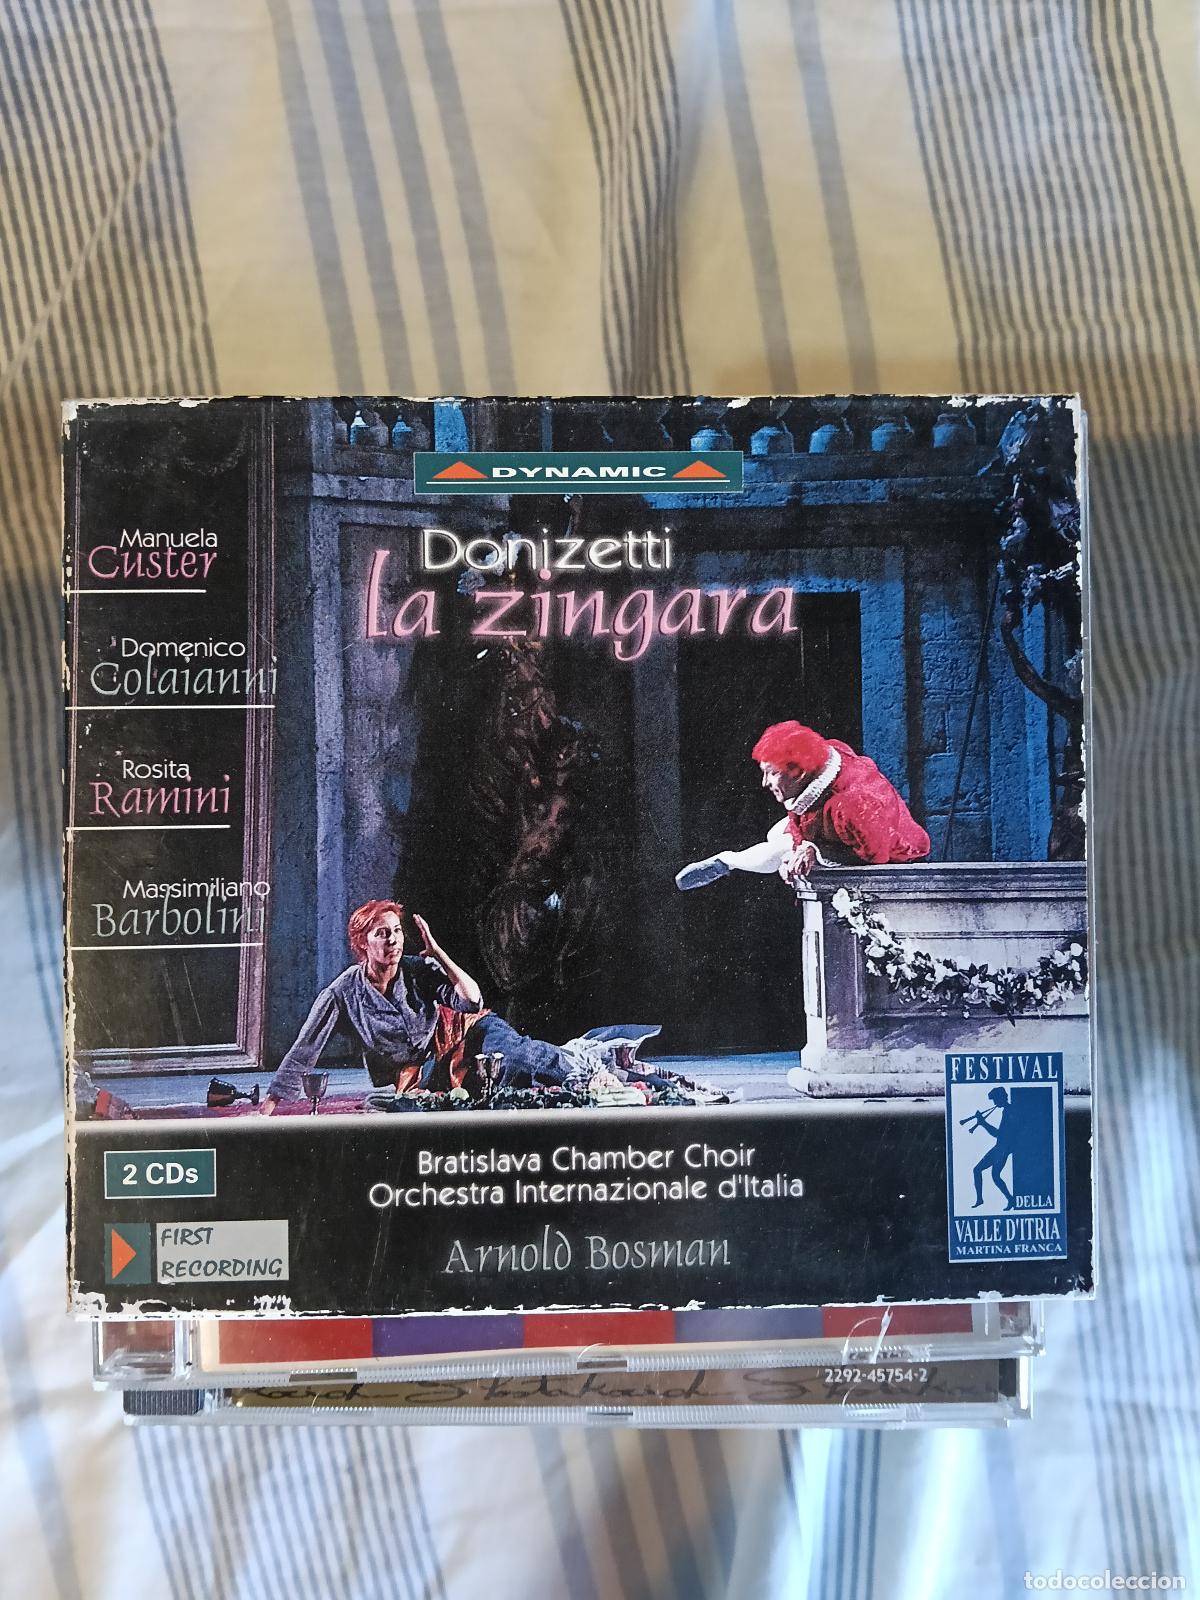 DYNAMIC
Donizetti
la zingara
Manuela
Custer
Domenico
Colaianni
Rosita
Ramini
Massimiliano
Barbolini
2 CDs
FIRST
RECORDING
Bratislava Chamber Choir
Orchestra Internazionale d'Italia
Arnold Bosman
FESTIVAL
DELLA
VALLE D'ITRIA
MARTINA FRANCA
2292-45754-2
todocoleccion